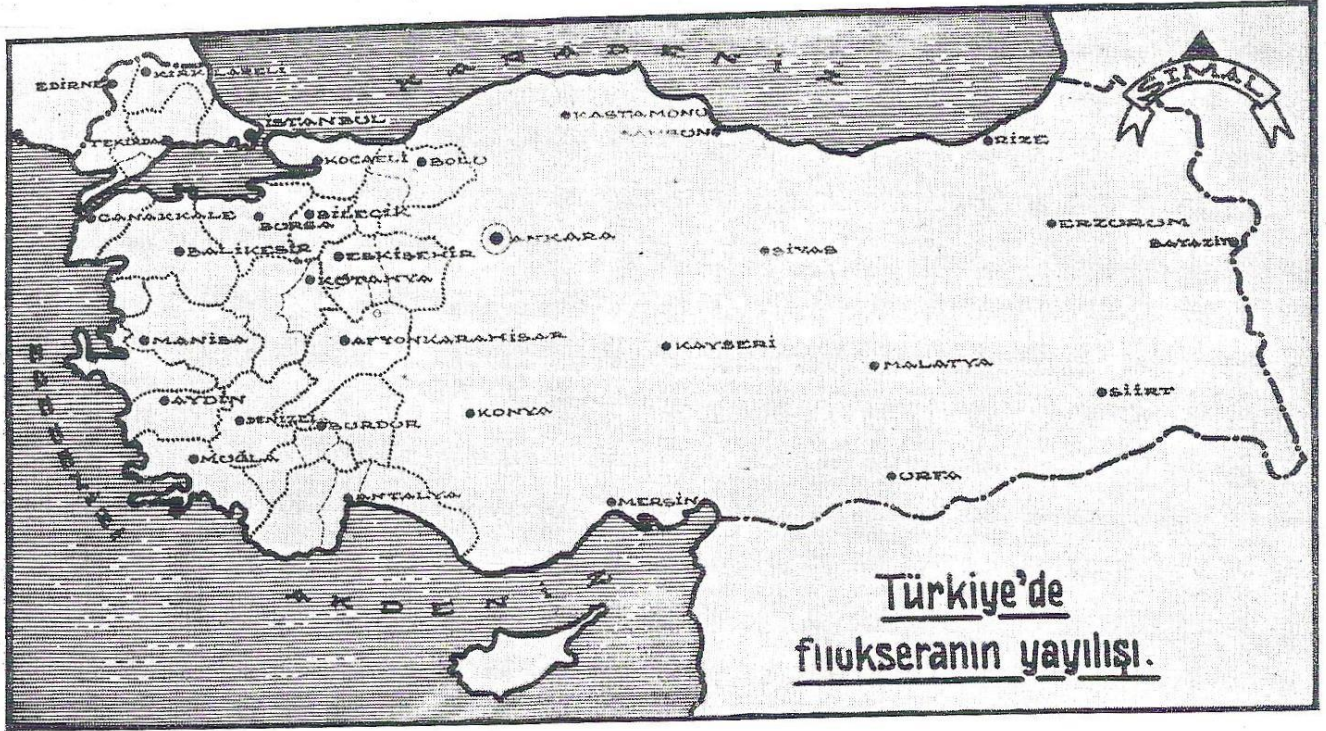 KARADENİZ
ŞİMAL
KIRKLARELİ
EDİRNE
İSTANBUL
KASTAMONU
SAMSUN
TEKİRDA
RİZE
KOCAELİ
BOLU
ÇANAKKALE
BURSA
BİLECİK
ERZURUM
ANKARA
BAYAZİT
BALIKESİR
ESKİŞEHİR
SİVAS
KÜTAHYA
MANİSA
AFYONKARAHİSAR
KAYSERİ
MALATYA
SİİRT
AYDIN
DENİZLİ
BURDUR
KONYA
MUĞLA
URFA
ANTALYA
MERSİN
AKDENİZ
Türkiye'de
filokseranın yayılışı.